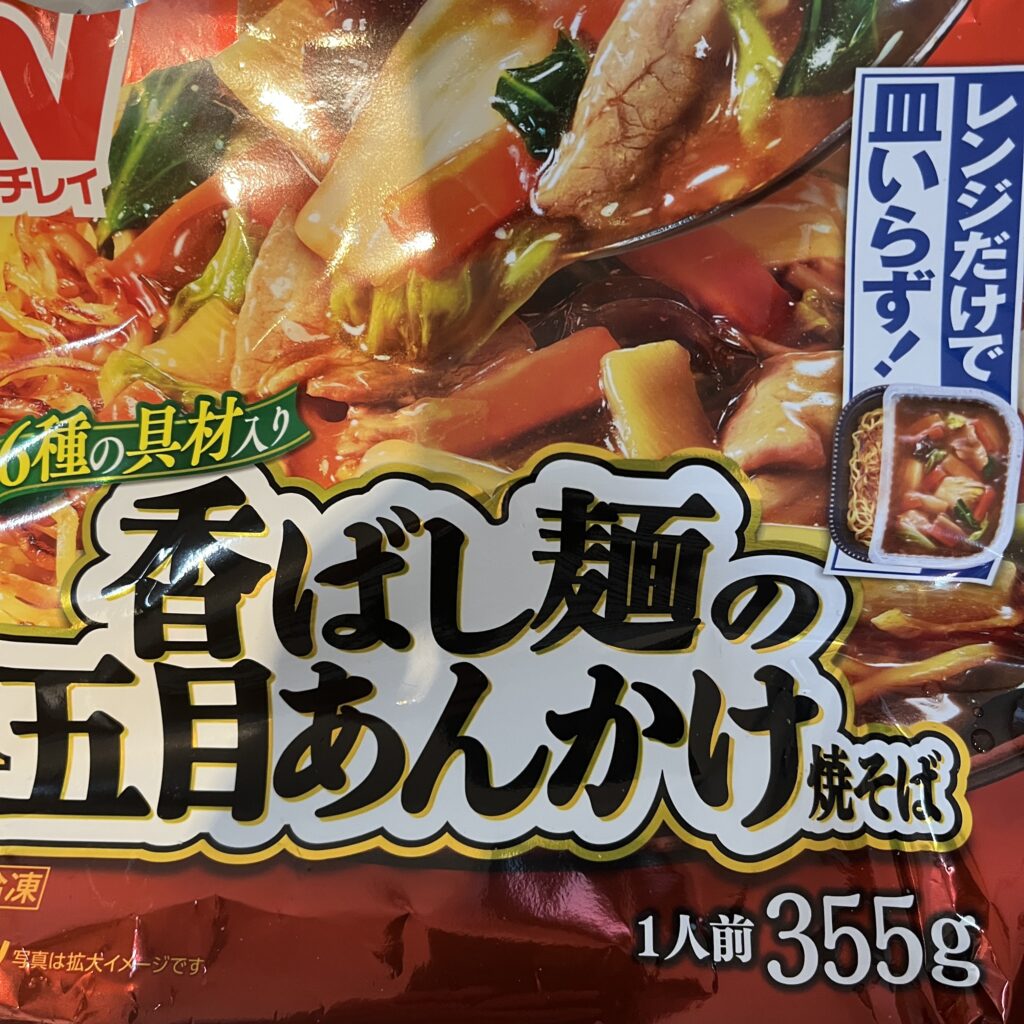 チレイ
レンジだけで
皿いらず！
6種の具材入り
香ばし麺の
五目あんかけ焼そば
冷凍
写真は拡大イメージです
1人前 355g